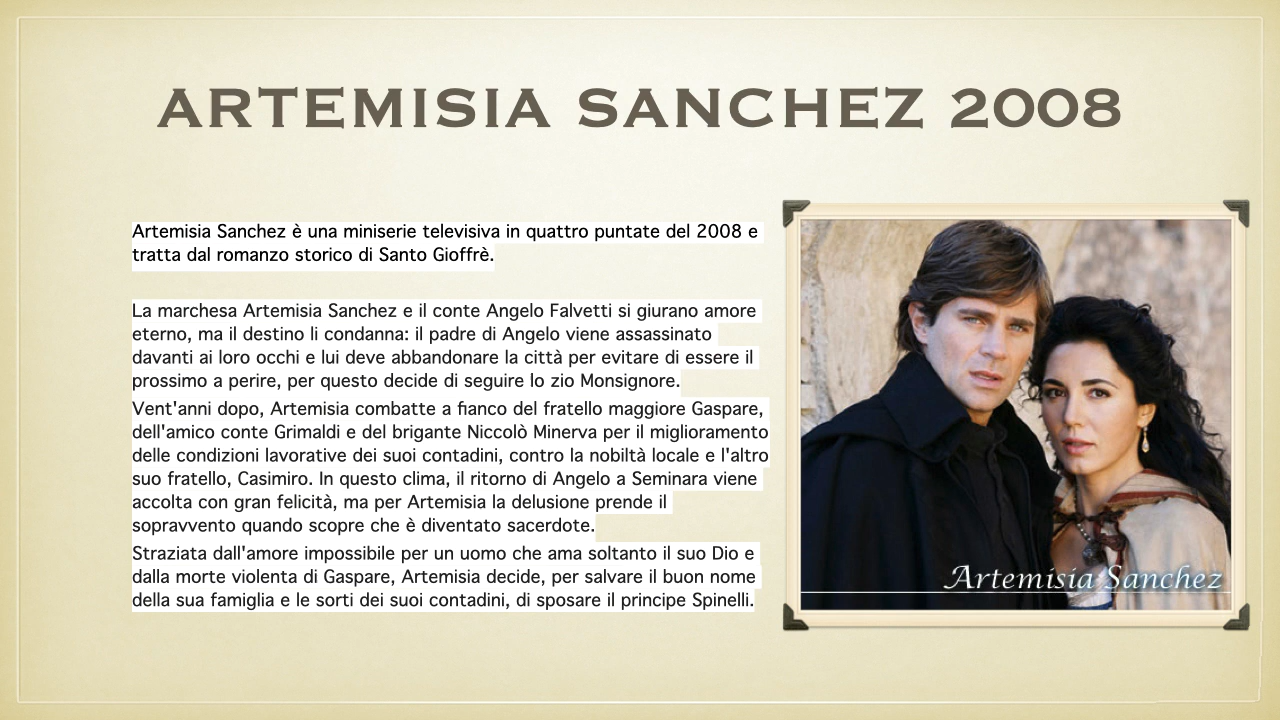 ARTEMISIA SANCHEZ 2008
Artemisia Sanchez è una miniserie televisiva in quattro puntate del 2008 e
tratta dal romanzo storico di Santo Gioffrè.
La marchesa Artemisia Sanchez e il conte Angelo Falvetti si giurano amore
eterno, ma il destino li condanna: il padre di Angelo viene assassinato
davanti ai loro occhi e lui deve abbandonare la città per evitare di essere il
prossimo a perire, per questo decide di seguire lo zio Monsignore.
Vent'anni dopo, Artemisia combatte a fianco del fratello maggiore Gaspare,
dell'amico conte Grimaldi e del brigante Niccolò Minerva per il miglioramento
delle condizioni lavorative dei suoi contadini, contro la nobiltà locale e l'altro
suo fratello, Casimiro. In questo clima, il ritorno di Angelo a Seminara viene
accolta con gran felicità, ma per Artemisia la delusione prende il
sopravvento quando scopre che è diventato sacerdote.
Straziata dall'amore impossibile per un uomo che ama soltanto il suo Dio e
dalla morte violenta di Gaspare, Artemisia decide, per salvare il buon nome
della sua famiglia e le sorti dei suoi contadini, di sposare il principe Spinelli.
Artemisia Sanchez